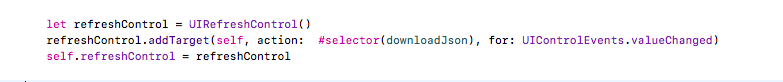 let refreshControl = UIRefreshControl()
refreshControl.addTarget(self, action:  #selector(downloadJson), for: UIControlEvents.valueChanged)
self.refreshControl = refreshControl